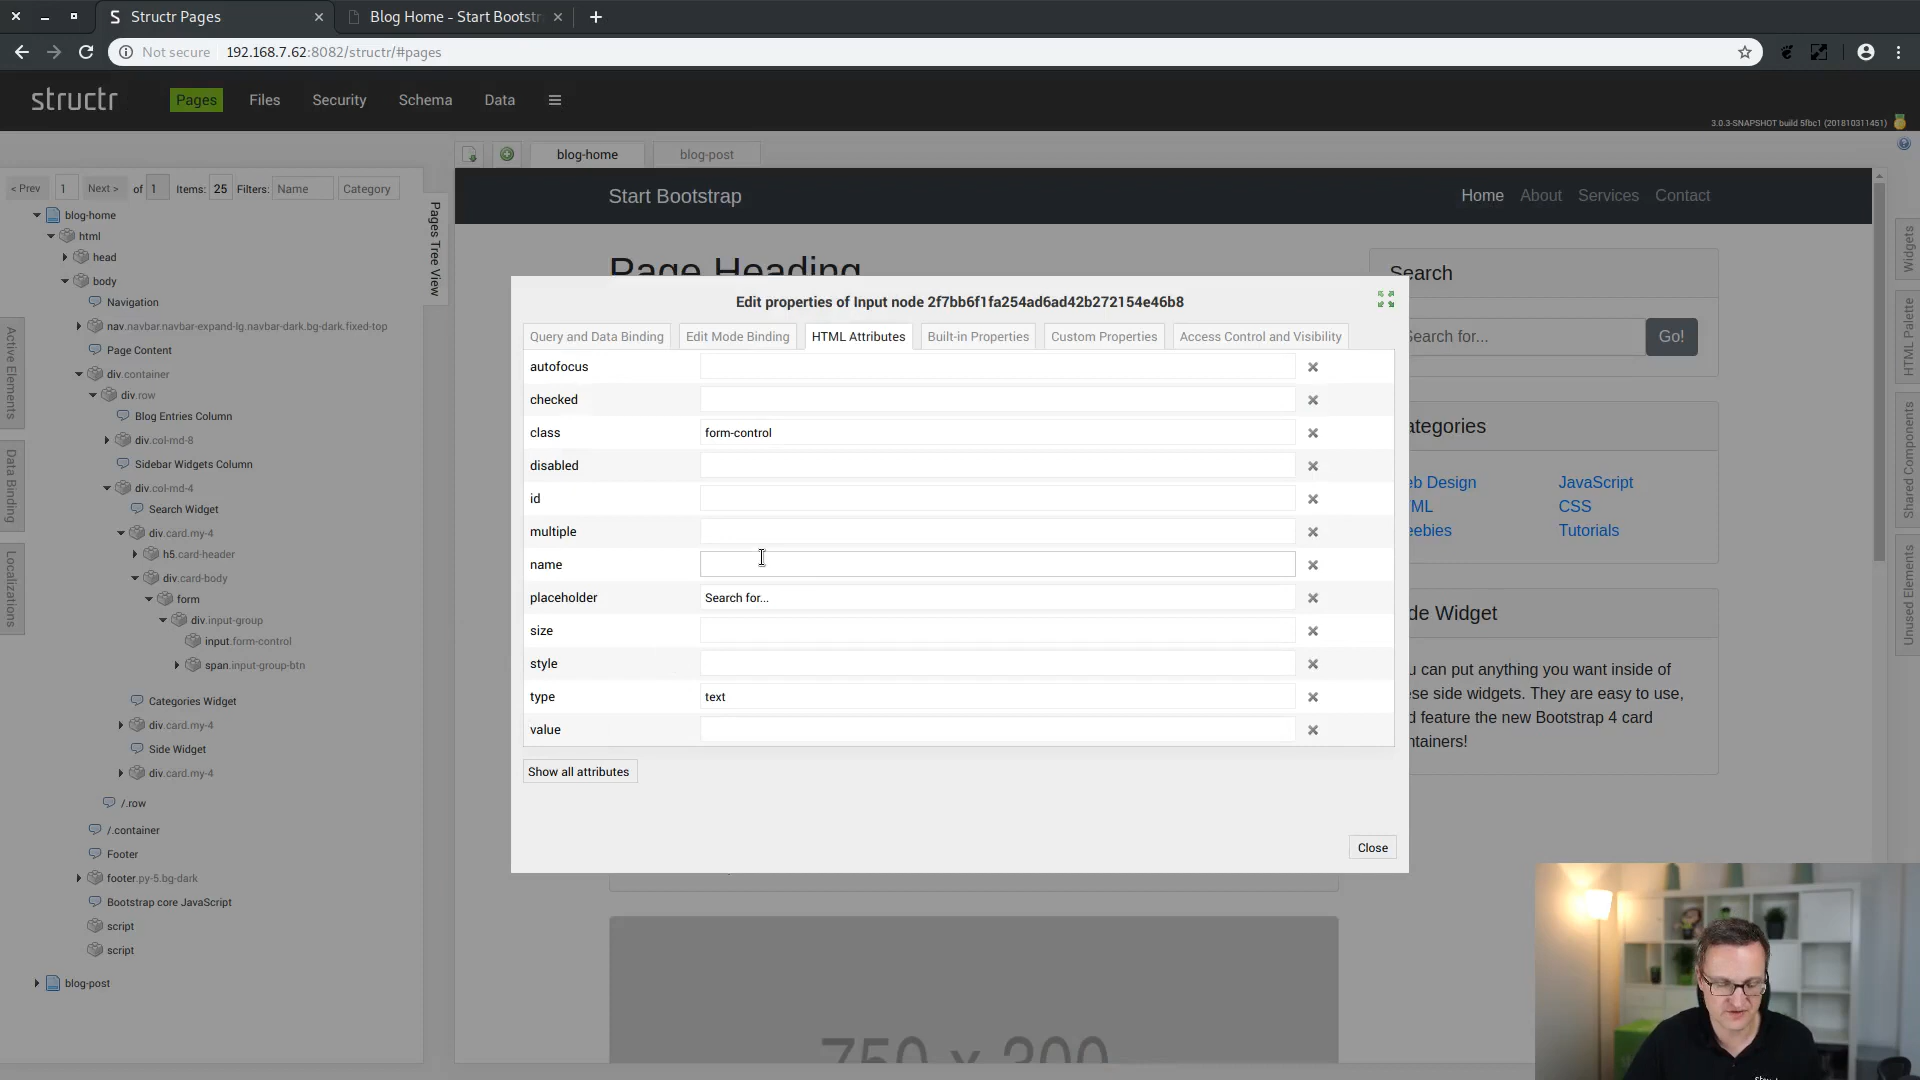 Structr Pages
Blog Home - Start Bootstr
Not secure
192.168.7.62:8082/structr/#pages
structr
Pages
Files
Security
Schema
Data
3.0.3-SNAPSHOT build 5fbc1 (201810311451)
blog-home
blog-post
< Prev
1
Next >
of
1
Items:
25
Filters:
Name
Category
Pages Tree View
Active Elements
Data Binding
Localizations
blog-home
html
head
body
Navigation
nav.navbar.navbar-expand-lg.navbar-dark.bg-dark.fixed-top
Page Content
div.container
div.row
Blog Entries Column
div.col-md-8
Sidebar Widgets Column
div.col-md-4
Search Widget
div.card.my-4
h5.card-header
div.card-body
form
div.input-group
input.form-control
span.input-group-btn
Categories Widget
div.card.my-4
Side Widget
div.card.my-4
/.row
/.container
Footer
footer.py-5.bg-dark
Bootstrap core JavaScript
script
script
blog-post
Start Bootstrap
Home
About
Services
Contact
Page Heading
Search
earch for...
Go!
ategories
eb Design
JavaScript
ML
CSS
eebies
Tutorials
de Widget
u can put anything you want inside of
ese side widgets. They are easy to use,
d feature the new Bootstrap 4 card
ntainers!
750 x 300
Widgets
HTML Palette
Shared Components
Unused Elements
Edit properties of Input node 2f7bb6f1fa254ad6ad42b272154e46b8
Query and Data Binding
Edit Mode Binding
HTML Attributes
Built-in Properties
Custom Properties
Access Control and Visibility
autofocus
checked
class
form-control
disabled
id
multiple
name
placeholder
Search for...
size
style
type
text
value
Show all attributes
Close